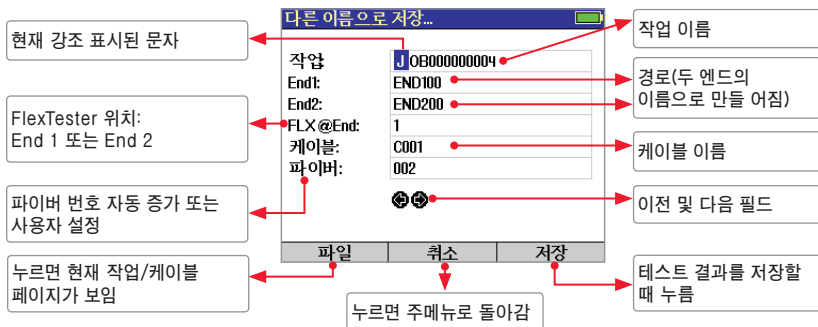 다른 이름으로 저장...
현재 강조 표시된 문자
작업 이름
작업
JOB00000004
End1:
END100
경로(두 엔드의
이름으로 만들 어짐)
End2:
END200
FlexTester 위치:
End 1 또는 End 2
FLX @End:
1
케이블:
C001
케이블 이름
파이버:
002
파이버 번호 자동 증가 또는
사용자 설정
이전 및 다음 필드
파일
취소
저장
누르면 현재 작업/케이블
페이지가 보임
테스트 결과를 저장할
때 누름
누르면 주메뉴로 돌아감